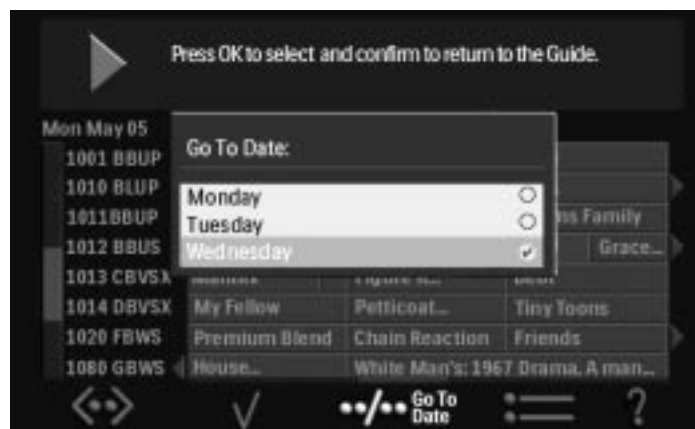 Press OK to select and confirm to return to the Guide.
Mon May 05
Go To Date:
1001 BBUP
1010 BLUP
Monday
1011BBUP
Tuesday
ns Family
1012 BBUS
Wednesday
Grace...
1013 CBVSX
1014 DBVSX
My Fellow
Petticoat...
Tiny Toons
1020 FBWS
Premium Blend
Chain Reaction
Friends
1080 GBWS
House...
White Man's: 1967 Drama. A man...
Go To
Date
?